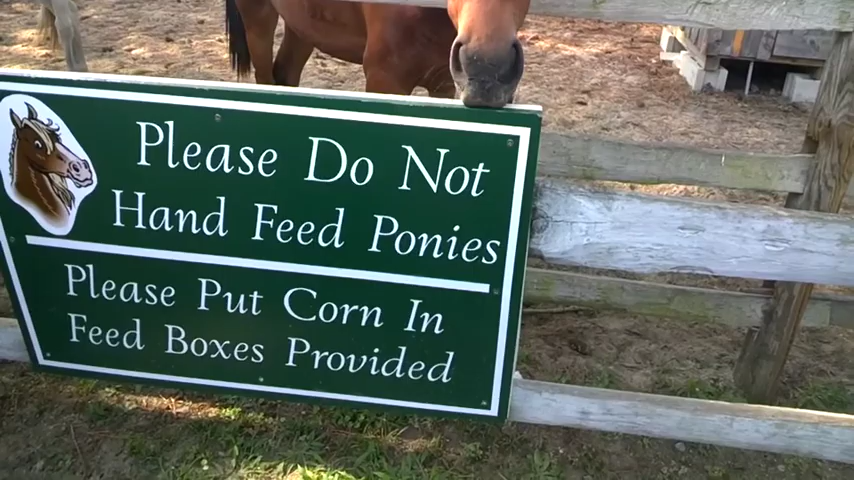 Please Do Not
Hand Feed Ponies
Please Put Corn In
Feed Boxes Provided